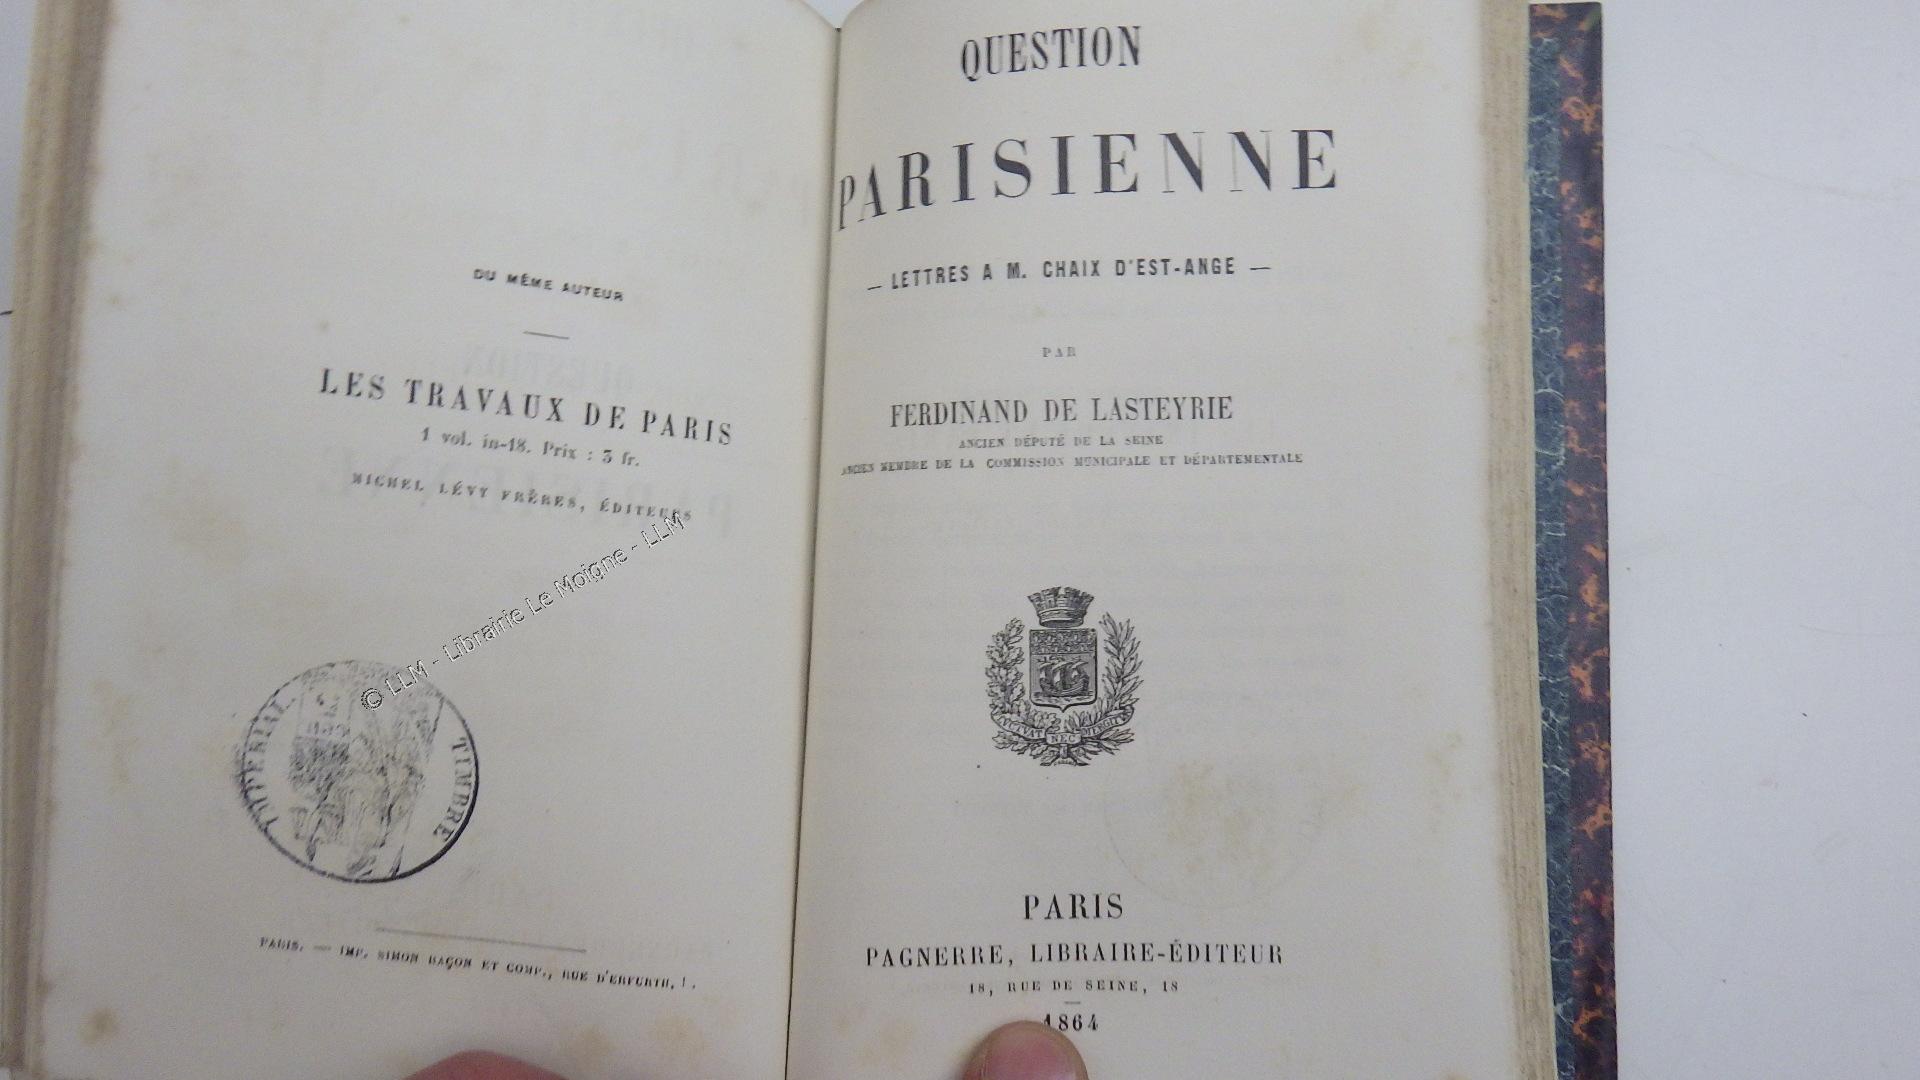 DU MÊME AUTEUR
LES TRAVAUX DE PARIS
1 vol. in-18. Prix : 3 fr.
MICHEL LÉVY FRÈRES, ÉDITEURS
© LLM - Librairie Le Moigne - LLM
TIMBRE IMPERIAL
PARIS. — IMP. SIMON RAÇON ET COMP., RUE D'ERFURTH, 1.
QUESTION
PARISIENNE
— LETTRES A M. CHAIX D'EST-ANGE —
PAR
FERDINAND DE LASTEYRIE
ANCIEN DÉPUTÉ DE LA SEINE
ANCIEN MEMBRE DE LA COMMISSION MUNICIPALE ET DÉPARTEMENTALE
FLUCTUAT NEC MERGITUR
PARIS
PAGNERRE, LIBRAIRE-ÉDITEUR
18, RUE DE SEINE, 18
1864